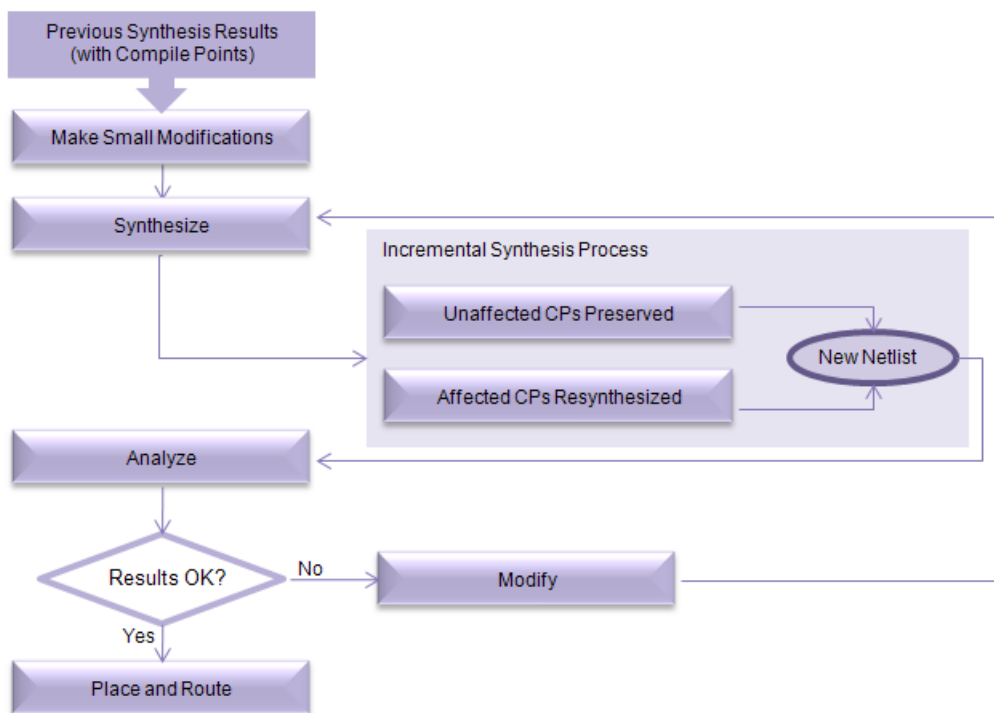 Previous Synthesis Results
(with Compile Points)
Make Small Modifications
Synthesize
Incremental Synthesis Process
Unaffected CPs Preserved
New Netlist
Affected CPs Resynthesized
Analyze
Results OK?
No
Modify
Yes
Place and Route